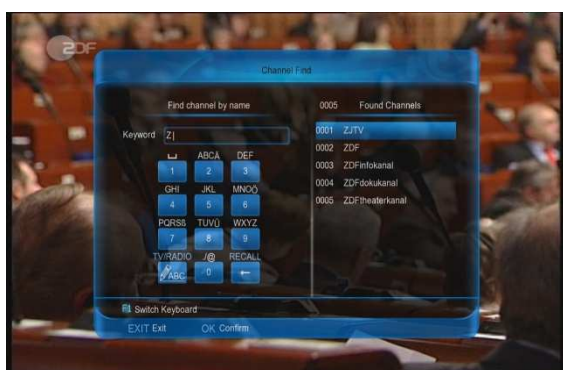 ZDF
Channel Find
Find channel by name
0005 Found Channels
Keyword Z
0001 ZJTV
0002 ZDF
0003 ZDFinfokanal
0004 ZDFdokukanal
0005 ZDFtheaterkanal
⎵ ABCÄ DEF
1 2 3
GHI JKL MNOÖ
4 5 6
PQRSß TUVÜ WXYZ
7 8 9
TV/RADIO ./@ RECALL
ABC 0 ←
F1 Switch Keyboard
EXIT Exit OK Confirm